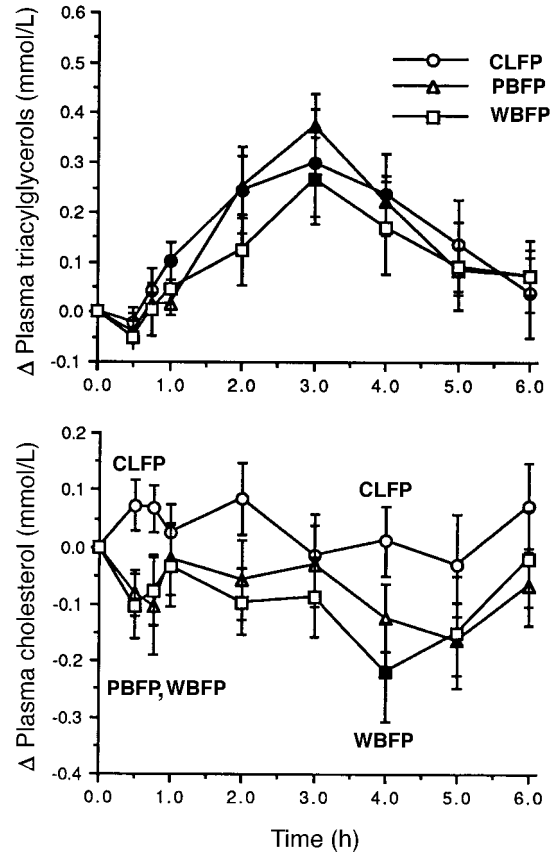 Δ Plasma triacylglycerols (mmol/L)
0.6
0.5
0.4
0.3
0.2
0.1
0.0
-0.1
CLFP
PBFP
WBFP
0.0 1.0 2.0 3.0 4.0 5.0 6.0
Δ Plasma cholesterol (mmol/L)
0.2
0.1
0.0
-0.1
-0.2
-0.3
-0.4
CLFP
CLFP
PBFP, WBFP
WBFP
0.0 1.0 2.0 3.0 4.0 5.0 6.0
Time (h)